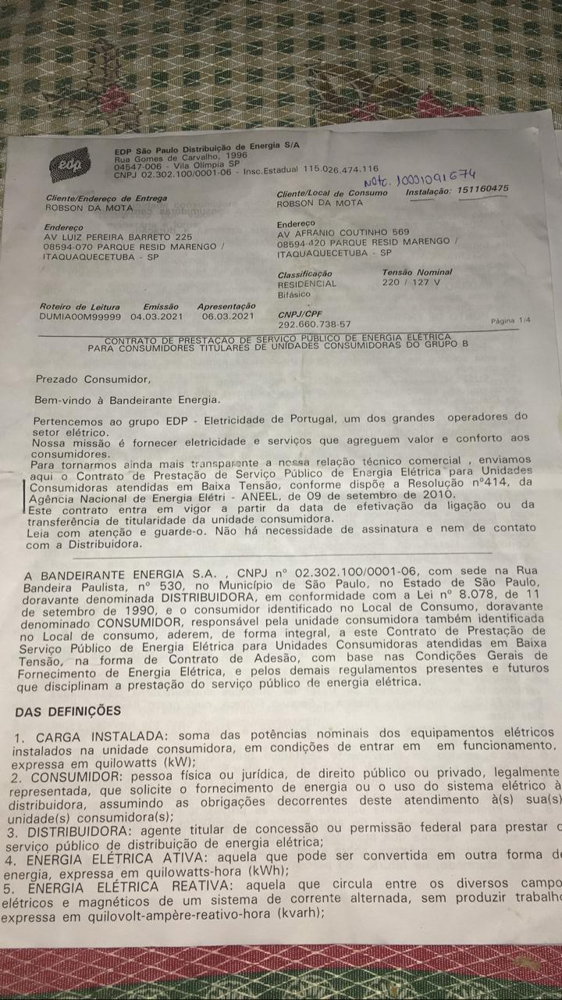 edp
EDP São Paulo Distribuição de Energia S/A
Rua Gomes de Carvalho, 1996
04547-006 - Vila Olímpia SP
CNPJ 02.302.100/0001-06 - Insc.Estadual 115.026.474.116
Cliente/Endereço de Entrega
ROBSON DA MOTA
Endereço
AV LUIZ PEREIRA BARRETO 225
08594-070 PARQUE RESID MARENGO /
ITAQUAQUECETUBA - SP
Cliente/Local de Consumo Instalação: 151160475
ROBSON DA MOTA
Endereço
AV AFRANIO COUTINHO 569
08594-420 PARQUE RESID MARENGO /
ITAQUAQUECETUBA - SP
Classificação Tensão Nominal
RESIDENCIAL 220 / 127 V
Bifásico
Roteiro de Leitura Emissão Apresentação
DUMIA00M99999 04.03.2021 06.03.2021
CNPJ/CPF
292.660.738-57
Página 1/4
CONTRATO DE PRESTAÇAO DE SERVIÇO PÚBLICO DE ENERGIA ELÉTRICA
PARA CONSUMIDORES TITULARES DE UNIDADES CONSUMIDORAS DO GRUPO B
Prezado Consumidor,
Bem-vindo à Bandeirante Energia.
Pertencemos ao grupo EDP - Eletricidade de Portugal, um dos grandes operadores do
setor elétrico.
Nossa missão é fornecer eletricidade e serviços que agreguem valor e conforto aos
consumidores.
Para tornarmos ainda mais transparente a nossa relação técnico comercial , enviamos
aqui o Contrato de Prestação de Serviço Público de Energia Elétrica para Unidades
Consumidoras atendidas em Baixa Tensão, conforme dispõe a Resolução nº414, da
Agência Nacional de Energia Elétri - ANEEL, de 09 de setembro de 2010.
Este contrato entra em vigor a partir da data de efetivação da ligação ou da
transferência de titularidade da unidade consumidora.
Leia com atenção e guarde-o. Não há necessidade de assinatura e nem de contato
com a Distribuidora.
A BANDEIRANTE ENERGIA S.A. , CNPJ nº 02.302.100/0001-06, com sede na Rua
Bandeira Paulista, nº 530, no Município de São Paulo, no Estado de São Paulo,
doravante denominada DISTRIBUIDORA, em conformidade com a Lei nº 8.078, de 11
de setembro de 1990, e o consumidor identificado no Local de Consumo, doravante
denominado CONSUMIDOR, responsável pela unidade consumidora também identificada
no Local de consumo, aderem, de forma integral, a este Contrato de Prestação de
Serviço Público de Energia Elétrica para Unidades Consumidoras atendidas em Baixa
Tensão, na forma de Contrato de Adesão, com base nas Condições Gerais de
Fornecimento de Energia Elétrica, e pelos demais regulamentos presentes e futuros
que disciplinam a prestação do serviço público de energia elétrica.
DAS DEFINIÇÕES
1. CARGA INSTALADA: soma das potências nominais dos equipamentos elétricos
instalados na unidade consumidora, em condições de entrar em em funcionamento,
expressa em quilowatts (kW);
2. CONSUMIDOR: pessoa física ou jurídica, de direito público ou privado, legalmente
representada, que solicite o fornecimento de energia ou o uso do sistema elétrico à
distribuidora, assumindo as obrigações decorrentes deste atendimento à(s) sua(s)
unidade(s) consumidora(s);
3. DISTRIBUIDORA: agente titular de concessão ou permissão federal para prestar o
serviço público de distribuição de energia elétrica;
4. ENERGIA ELÉTRICA ATIVA: aquela que pode ser convertida em outra forma de
energia, expressa em quilowatts-hora (kWh);
5. ENERGIA ELÉTRICA REATIVA: aquela que circula entre os diversos campo
elétricos e magnéticos de um sistema de corrente alternada, sem produzir trabalho
expressa em quilovolt-ampère-reativo-hora (kvarh);